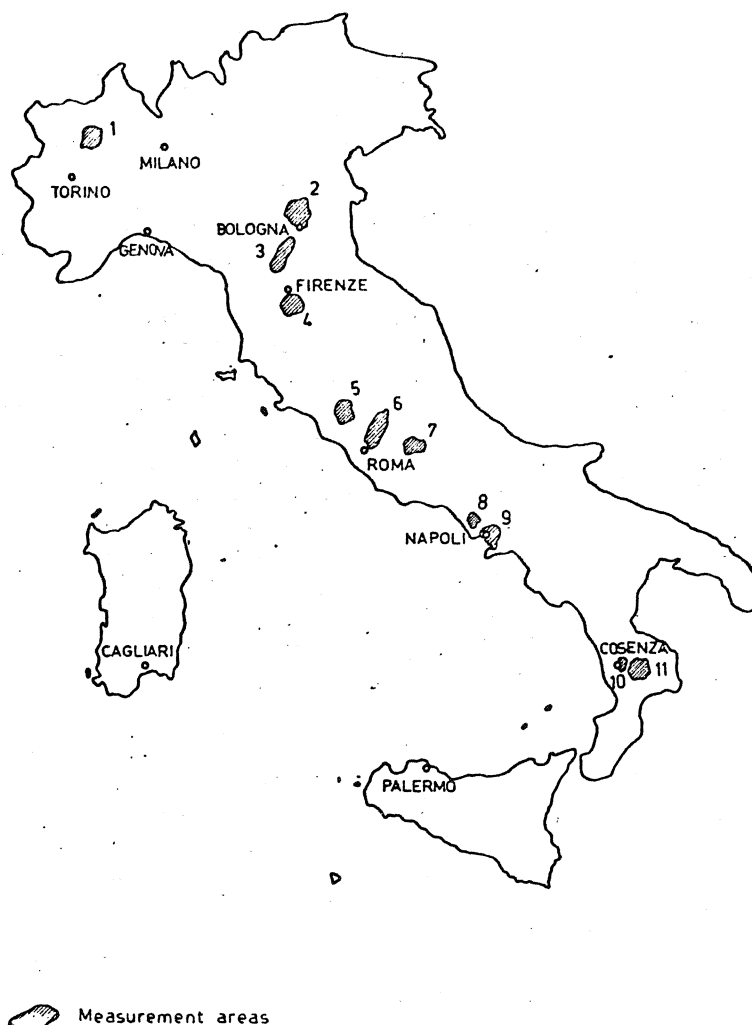 1
MILANO
TORINO
2
BOLOGNA
GENOVA
3
FIRENZE
4
5
6
7
ROMA
8
9
NAPOLI
COSENZA
CAGLIARI
10
11
PALERMO
Measurement areas